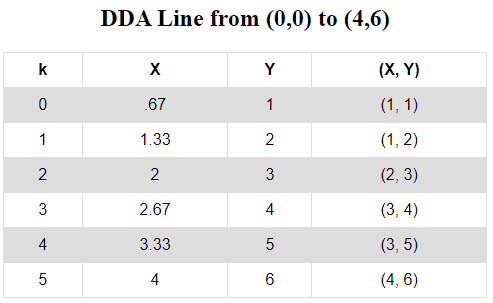 DDA Line from (0,0) to (4,6)
k X Y (X, Y)
0 .67 1 (1, 1)
1 1.33 2 (1, 2)
2 2 3 (2, 3)
3 2.67 4 (3, 4)
4 3.33 5 (3, 5)
5 4 6 (4, 6)